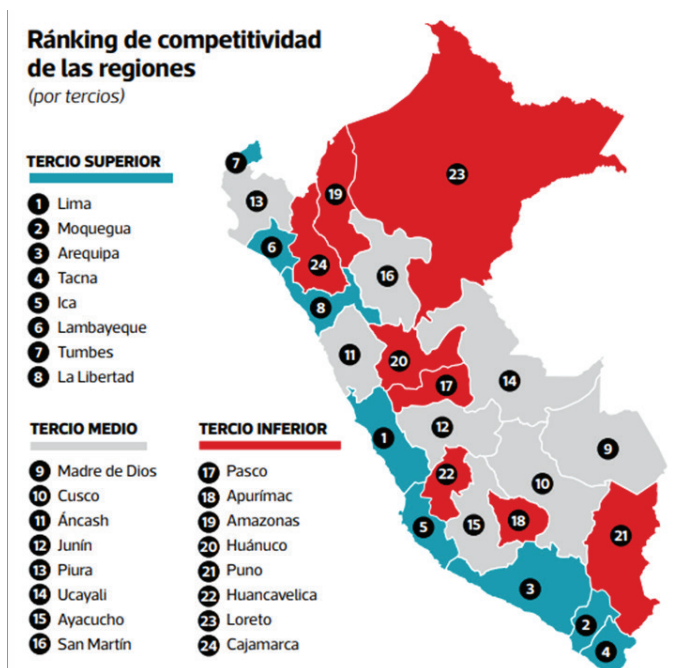 Ránking de competitividad
de las regiones
(por tercios)
TERCIO SUPERIOR
1 Lima
2 Moquegua
3 Arequipa
4 Tacna
5 Ica
6 Lambayeque
7 Tumbes
8 La Libertad
TERCIO MEDIO
9 Madre de Dios
10 Cusco
11 Áncash
12 Junín
13 Piura
14 Ucayali
15 Ayacucho
16 San Martín
TERCIO INFERIOR
17 Pasco
18 Apurímac
19 Amazonas
20 Huánuco
21 Puno
22 Huancavelica
23 Loreto
24 Cajamarca
7
13
19
23
6
24
16
8
11
20
17
14
1
12
9
22
10
5
15
18
21
3
2
4